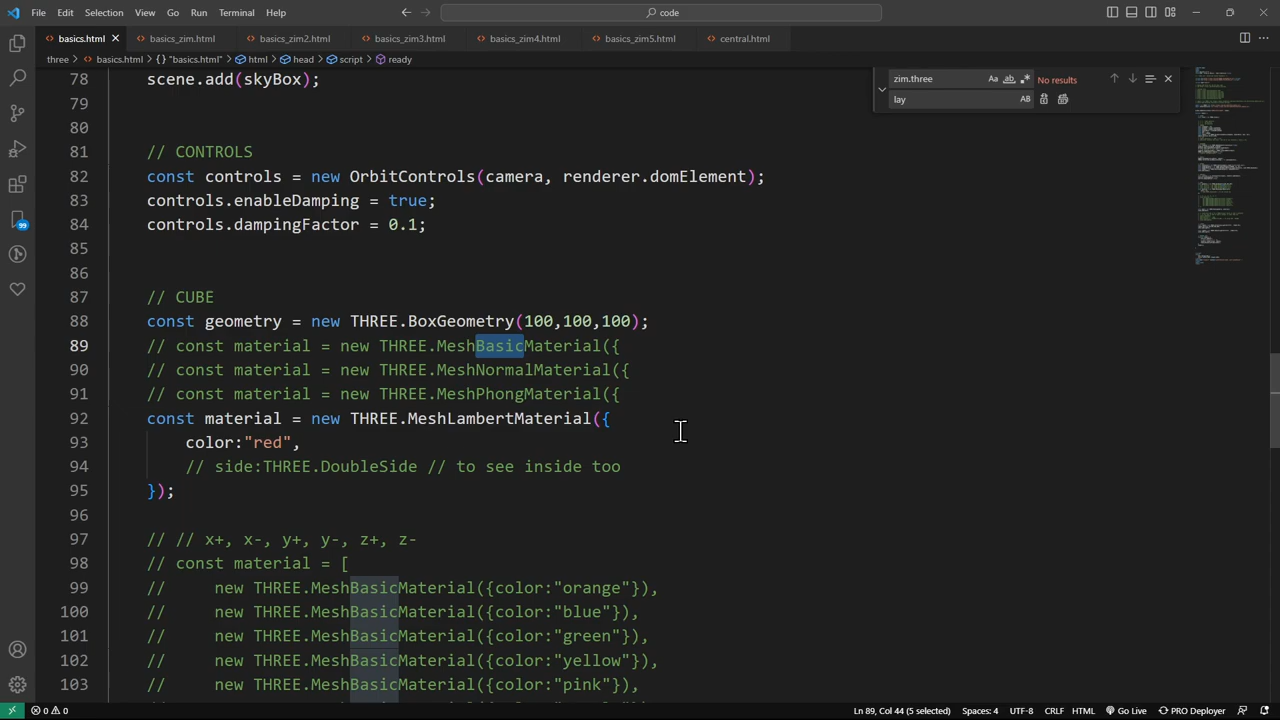 File Edit Selection View Go Run Terminal Help
code
basics.html
basics_zim.html
basics_zim2.html
basics_zim3.html
basics_zim4.html
basics_zim5.html
central.html
three > basics.html > "basics.html" > html > head > script > ready
zim.three Aa ab No results
lay AB
78 scene.add(skyBox);
79
80
81 // CONTROLS
82 const controls = new OrbitControls(camera, renderer.domElement);
83 controls.enableDamping = true;
84 controls.dampingFactor = 0.1;
85
86
87 // CUBE
88 const geometry = new THREE.BoxGeometry(100,100,100);
89 // const material = new THREE.MeshBasicMaterial({
90 // const material = new THREE.MeshNormalMaterial({
91 // const material = new THREE.MeshPhongMaterial({
92 const material = new THREE.MeshLambertMaterial({
93 color:"red",
94 // side:THREE.DoubleSide // to see inside too
95 });
96
97 // // x+, x-, y+, y-, z+, z-
98 // const material = [
99 // new THREE.MeshBasicMaterial({color:"orange"}),
100 // new THREE.MeshBasicMaterial({color:"blue"}),
101 // new THREE.MeshBasicMaterial({color:"green"}),
102 // new THREE.MeshBasicMaterial({color:"yellow"}),
103 // new THREE.MeshBasicMaterial({color:"pink"}),
99
0 0 Ln 89, Col 44 (5 selected) Spaces: 4 UTF-8 CRLF HTML Go Live PRO Deployer